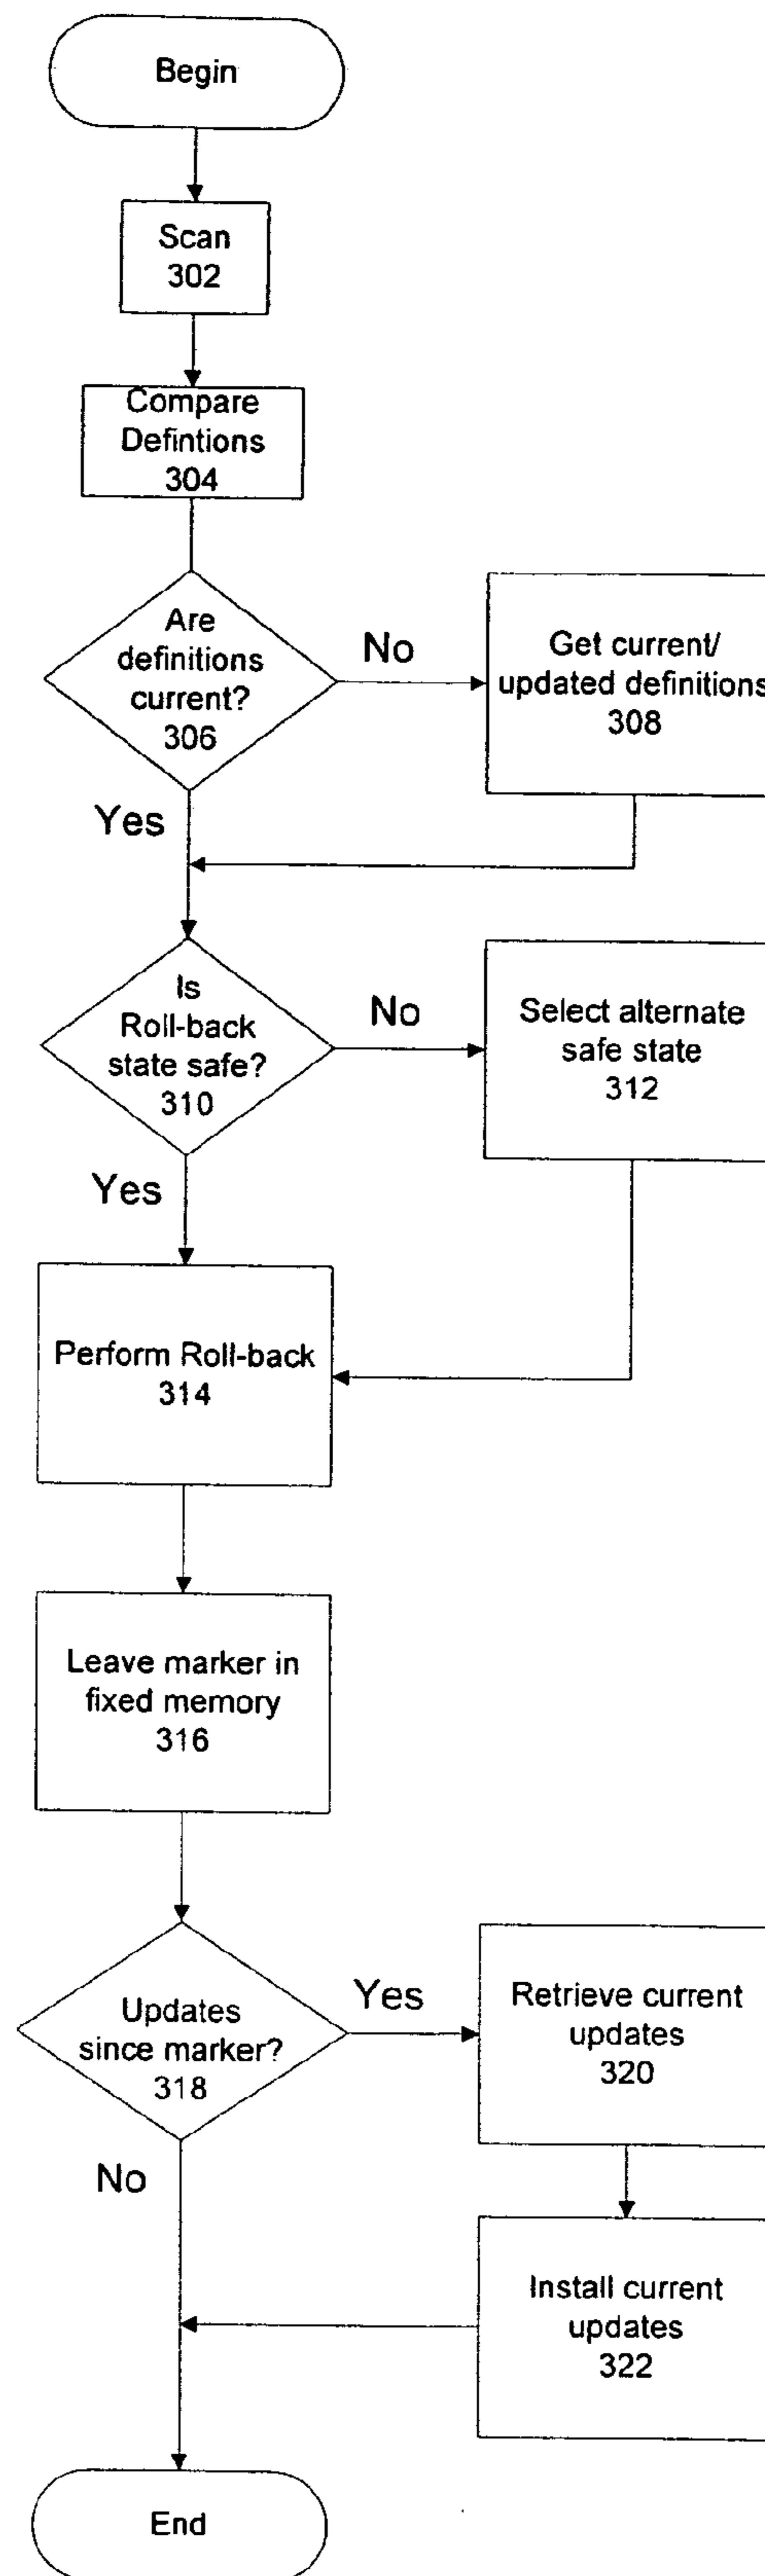 Begin
Scan
302
Compare
Defintions
304
Are
definitions
current?
306
No
Get current/
updated definitions
308
Yes
Is
Roll-back
state safe?
310
No
Select alternate
safe state
312
Yes
Perform Roll-back
314
Leave marker in
fixed memory
316
Updates
since marker?
318
Yes
Retrieve current
updates
320
No
Install current
updates
322
End